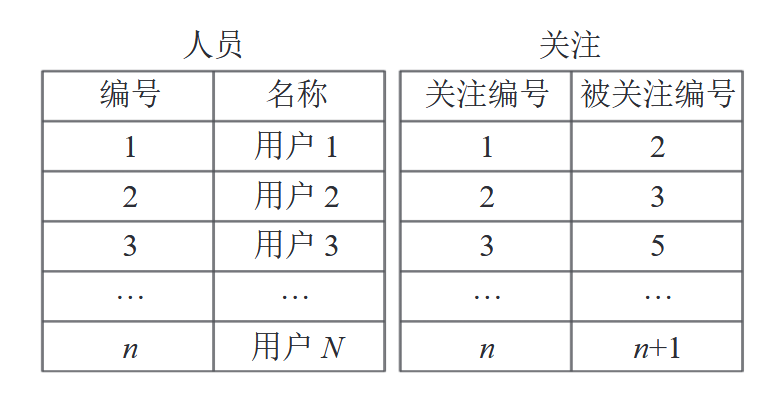 人员 关注
编号 名称 关注编号 被关注编号
1 用户 1 1 2
2 用户 2 2 3
3 用户 3 3 5
… … … …
n 用户 N n n+1